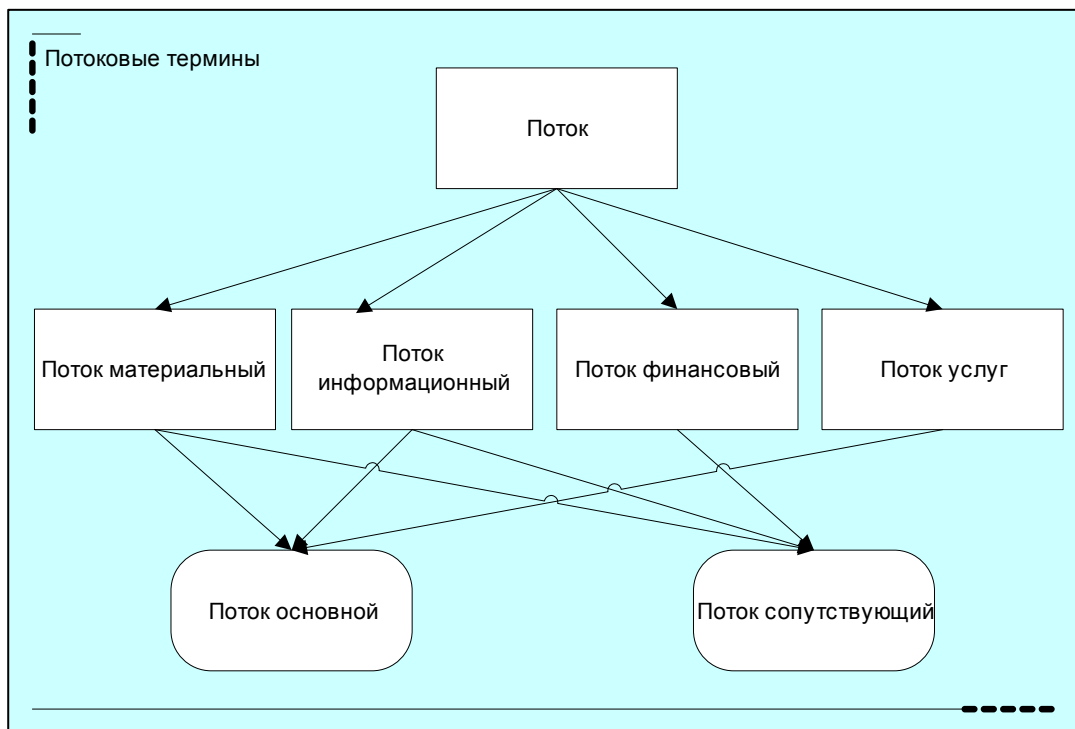 Потоковые термины
Поток
Поток материальный
Поток
информационный
Поток финансовый
Поток услуг
Поток основной
Поток сопутствующий